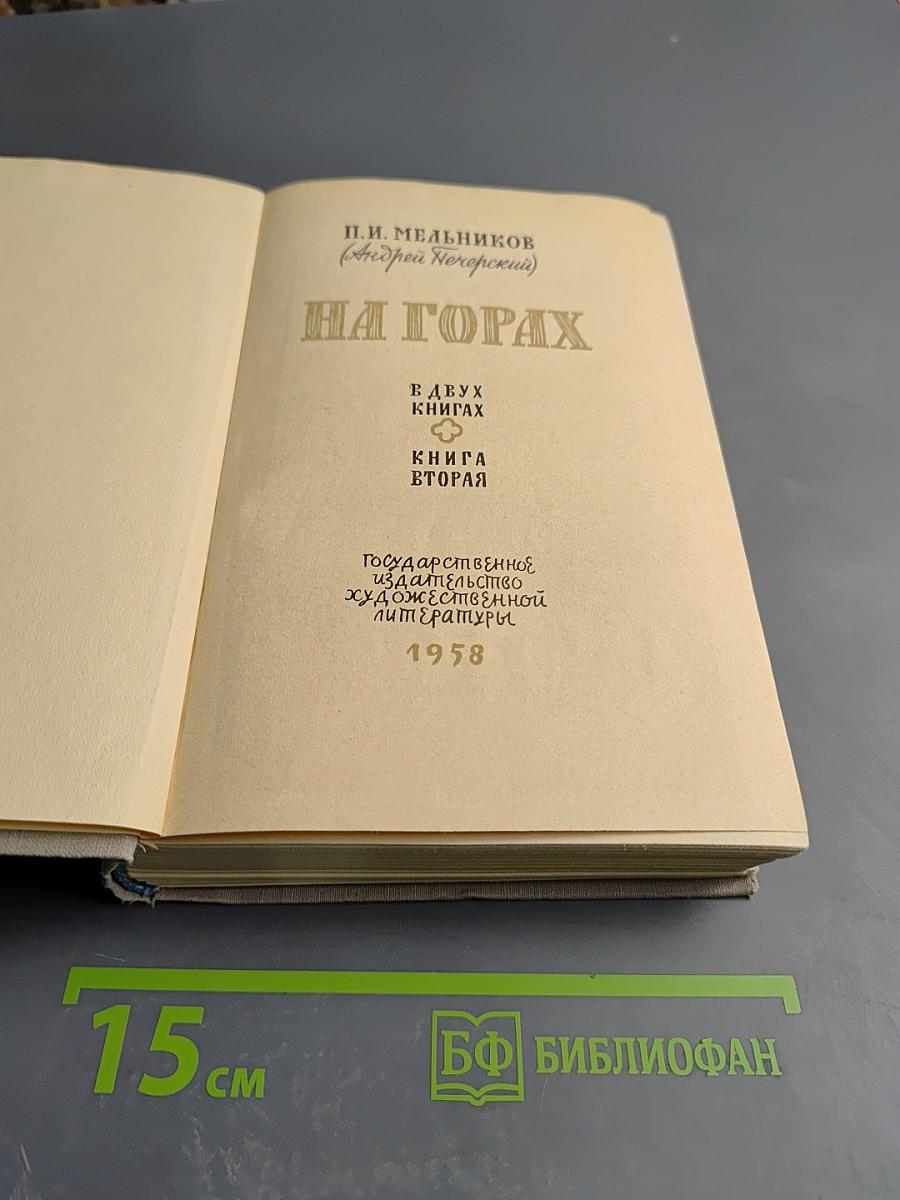 П.И. МЕЛЬНИКОВ
(Андрей Печерский)
НА ГОРАХ
В ДВУХ
КНИГАХ
КНИГА
ВТОРАЯ
ГОСУДАРСТВЕННОЕ
ИЗДАТЕЛЬСТВО
ХУДОЖЕСТВЕННОЙ
ЛИТЕРАТУРЫ
1958
15 см
БФ БИБЛИОФАН